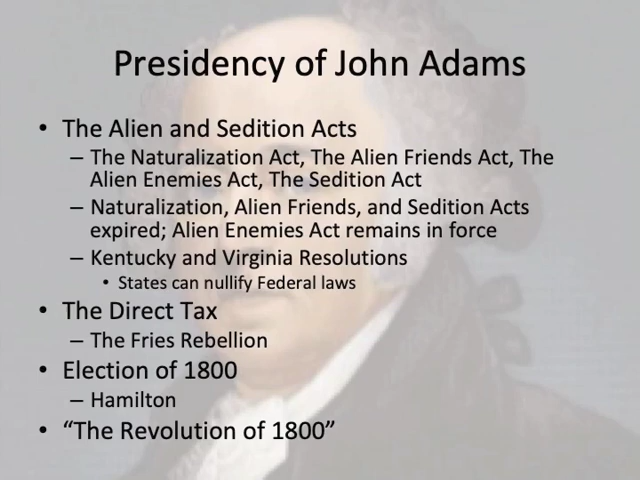 Presidency of John Adams
• The Alien and Sedition Acts
– The Naturalization Act, The Alien Friends Act, The
Alien Enemies Act, The Sedition Act
– Naturalization, Alien Friends, and Sedition Acts
expired; Alien Enemies Act remains in force
– Kentucky and Virginia Resolutions
• States can nullify Federal laws
• The Direct Tax
– The Fries Rebellion
• Election of 1800
– Hamilton
• “The Revolution of 1800”